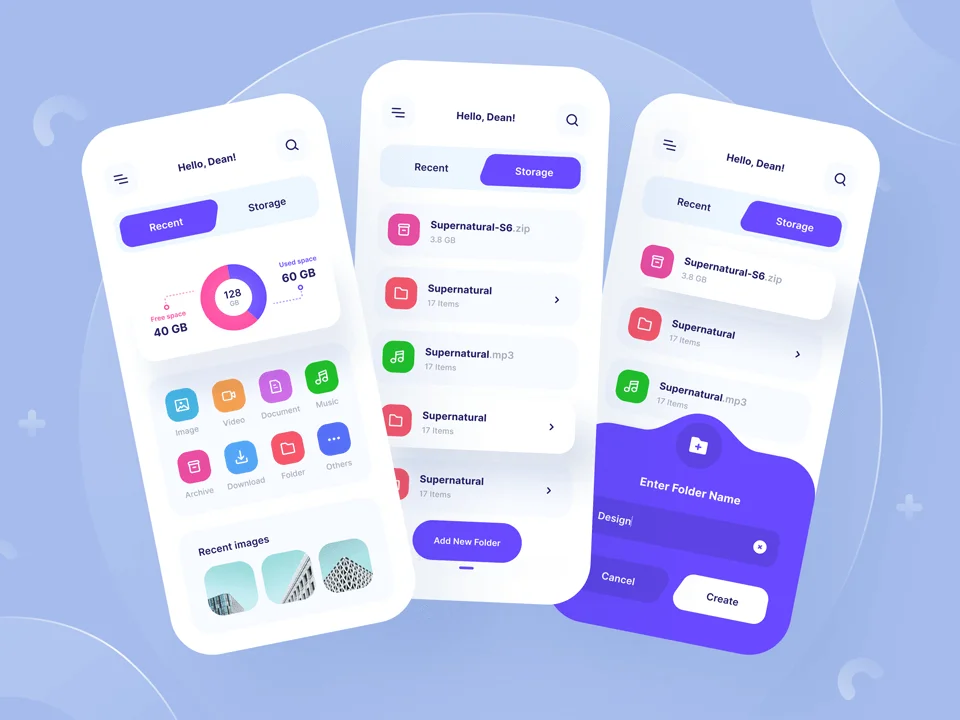 Hello, Dean!
Recent
Storage
128
GB
Used space
60 GB
Free space
40 GB
Image
Video
Document
Music
Archive
Download
Folder
Others
Recent images
Hello, Dean!
Recent
Storage
Supernatural-S6.zip
3.8 GB
Supernatural
17 Items
Supernatural.mp3
17 Items
Supernatural
17 Items
Supernatural
17 Items
Add New Folder
Hello, Dean!
Recent
Storage
Supernatural-S6.zip
3.8 GB
Supernatural
17 Items
Supernatural.mp3
17 Items
Enter Folder Name
Design
Cancel
Create